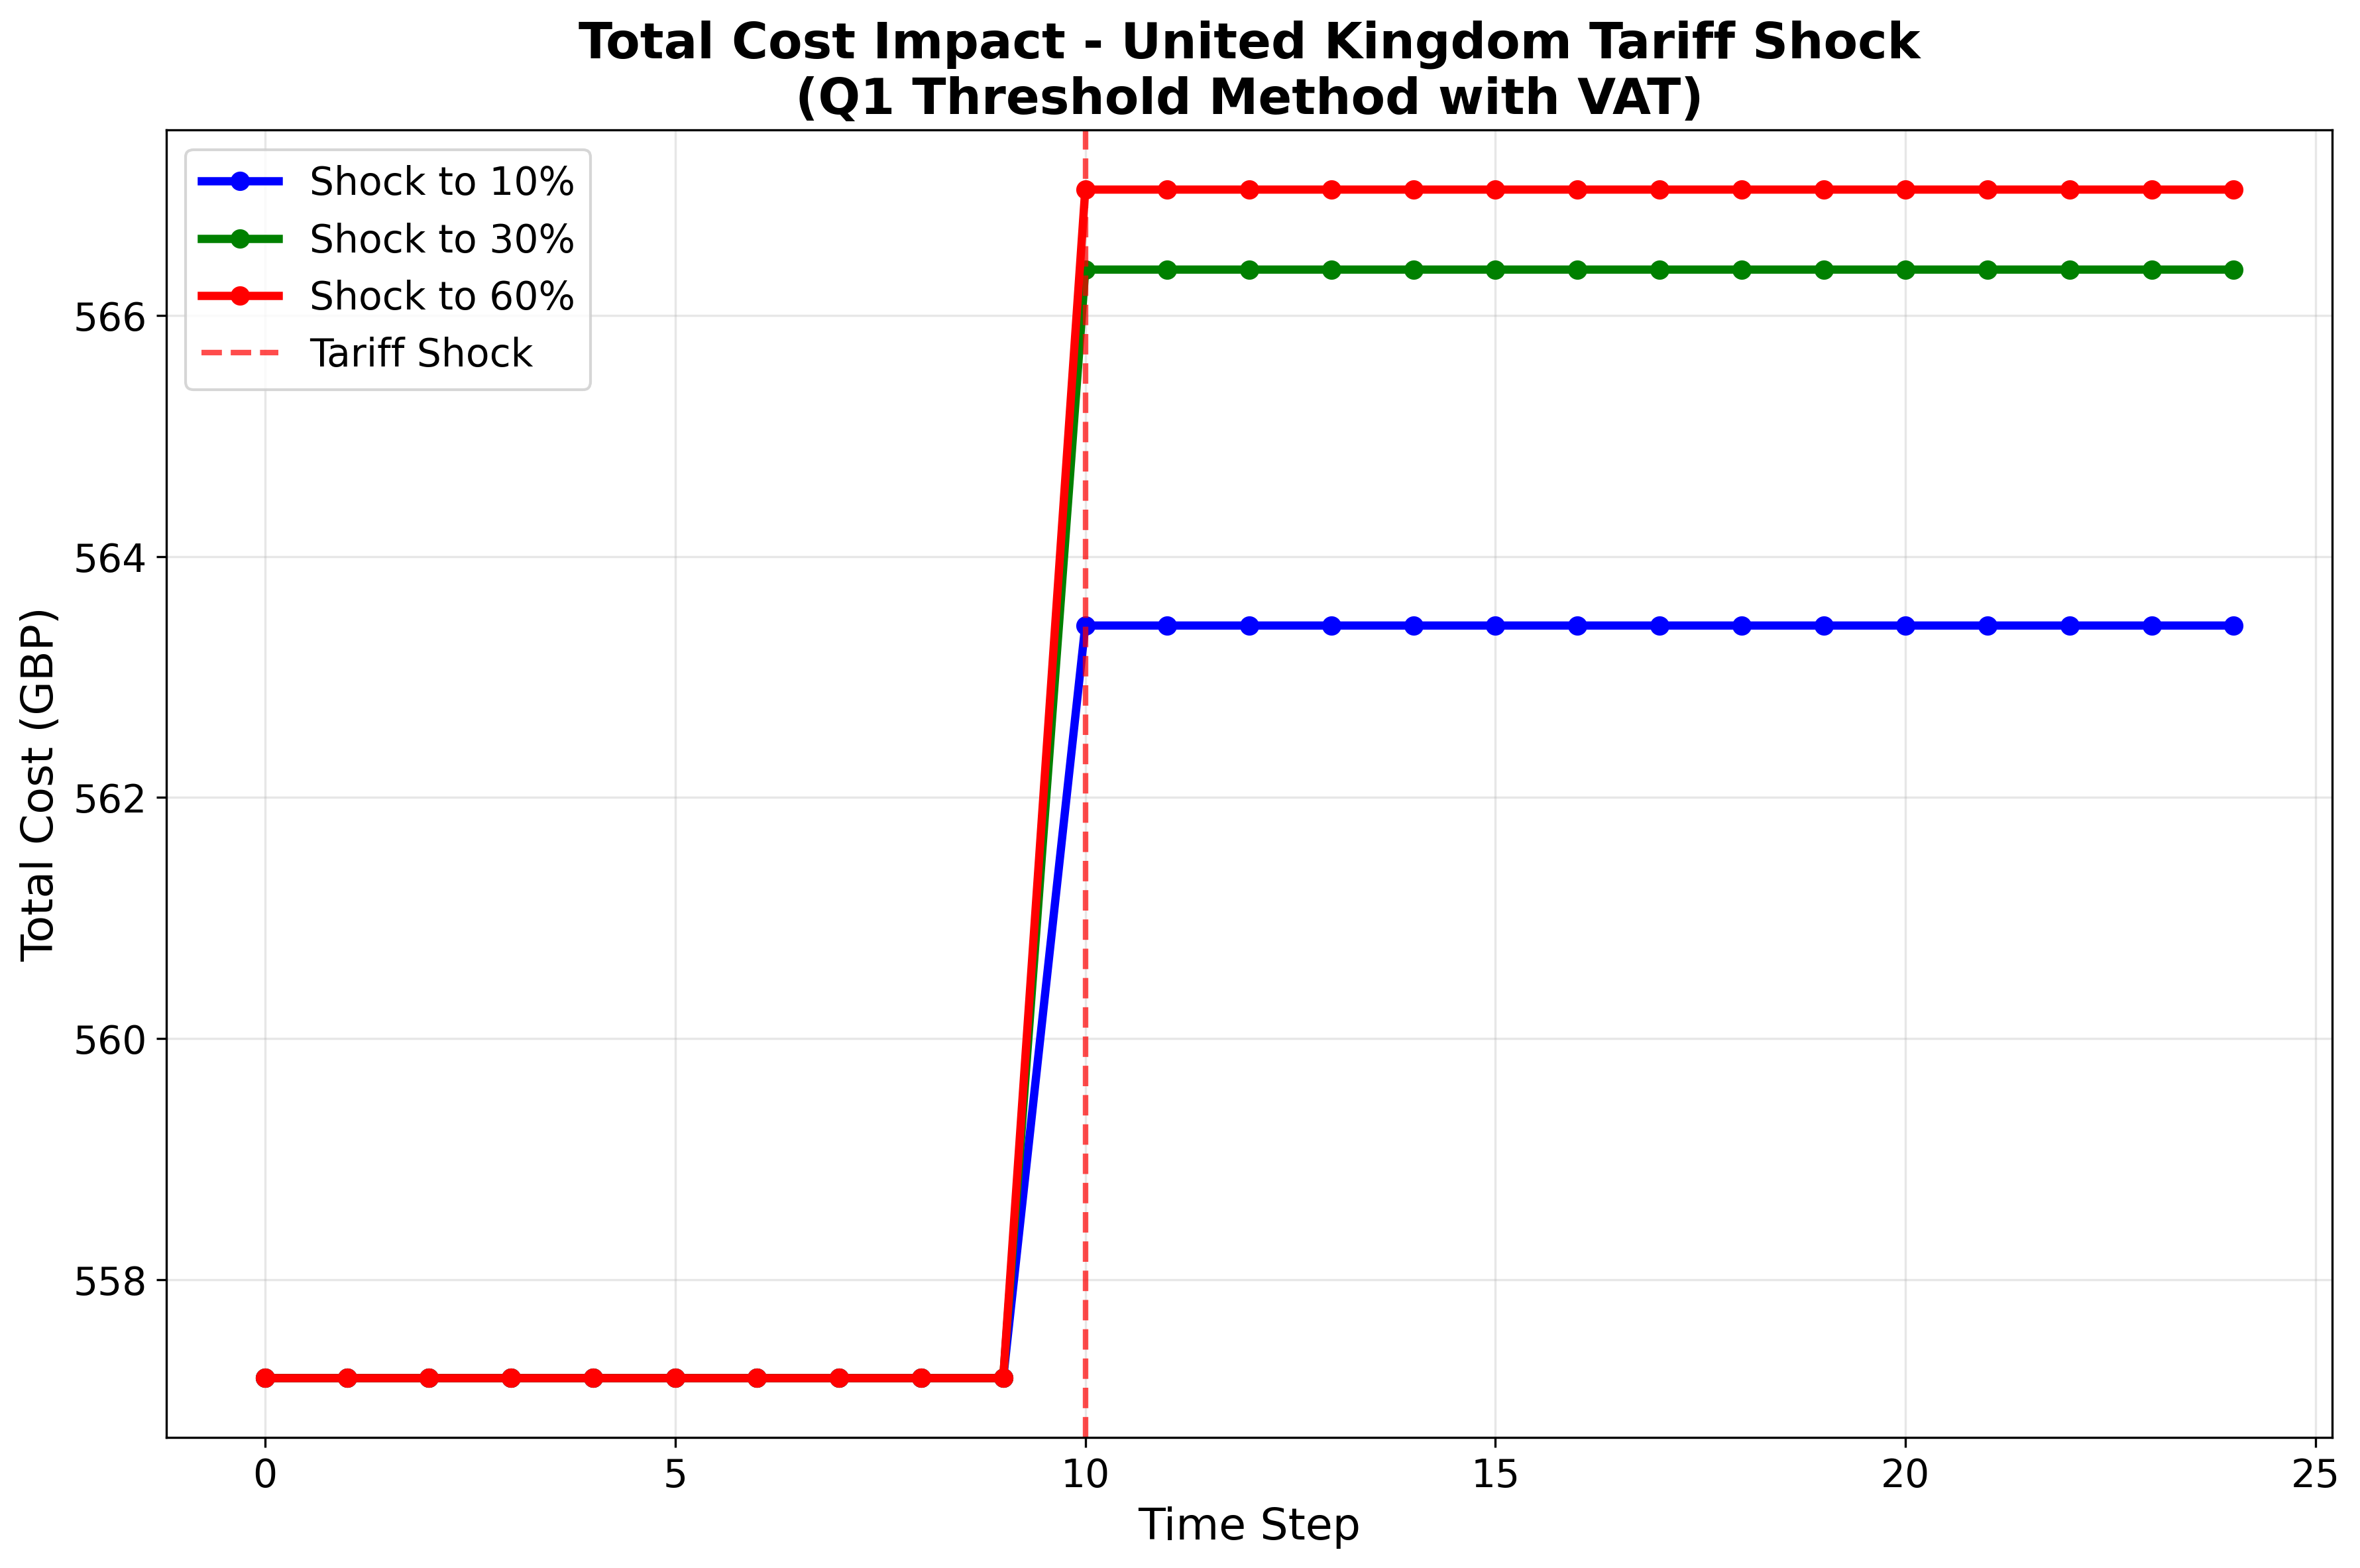 Total Cost Impact - United Kingdom Tariff Shock
(Q1 Threshold Method with VAT)
Shock to 10%
Shock to 30%
Shock to 60%
Tariff Shock
Total Cost (GBP)
566
564
562
560
558
0
5
10
15
20
25
Time Step